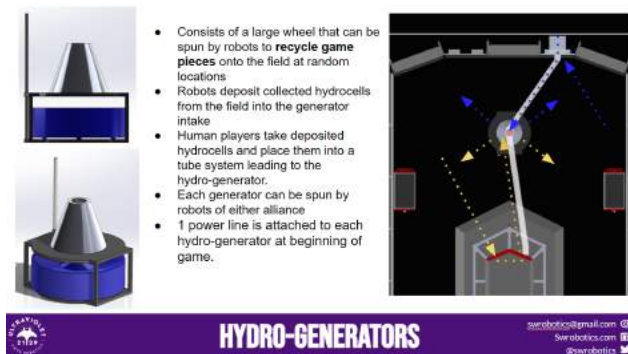 Consists of a large wheel that can be
spun by robots to recycle game
pieces onto the field at random
locations
Robots deposit collected hydrocells
from the field into the generator
intake
Human players take deposited
hydrocells and place them into a
tube system leading to the
hydro-generator.
Each generator can be spun by
robots of either alliance
1 power line is attached to each
hydro-generator at beginning of
game.
ULTRAVIOLET
HYDRO-GENERATORS
swrobotics@gmail.com
Swrobotics.com
@swrobotics